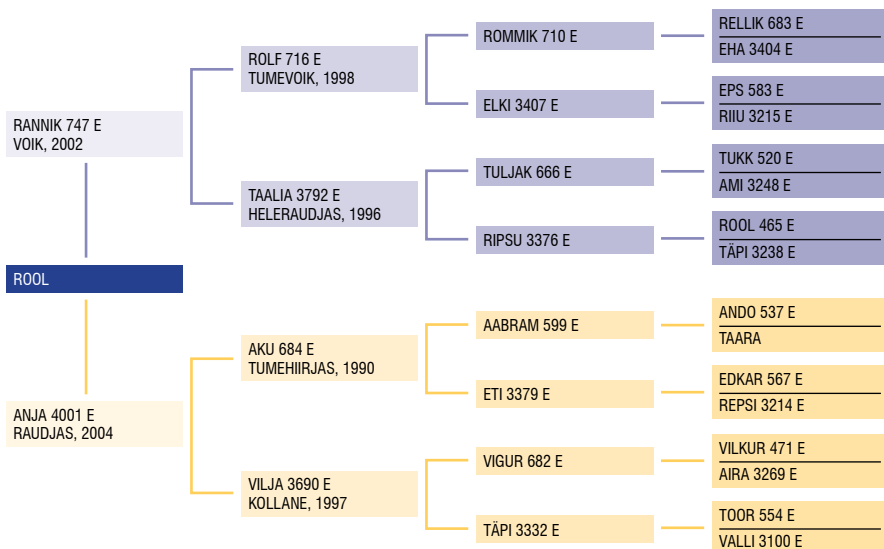 RELLIK 683 E
EHA 3404 E
ROMMIK 710 E
ROLF 716 E
TUMEVOIK, 1998
EPS 583 E
RIIU 3215 E
ELKI 3407 E
RANNIK 747 E
VOIK, 2002
TUKK 520 E
AMI 3248 E
TULJAK 666 E
TAALIA 3792 E
HELERAUDJAS, 1996
ROOL 465 E
TÄPI 3238 E
RIPSU 3376 E
ROOL
ANDO 537 E
TAARA
AABRAM 599 E
AKU 684 E
TUMEHIIRJAS, 1990
EDKAR 567 E
REPSI 3214 E
ETI 3379 E
ANJA 4001 E
RAUDJAS, 2004
VILKUR 471 E
AIRA 3269 E
VIGUR 682 E
VILJA 3690 E
KOLLANE, 1997
TOOR 554 E
VALLI 3100 E
TÄPI 3332 E